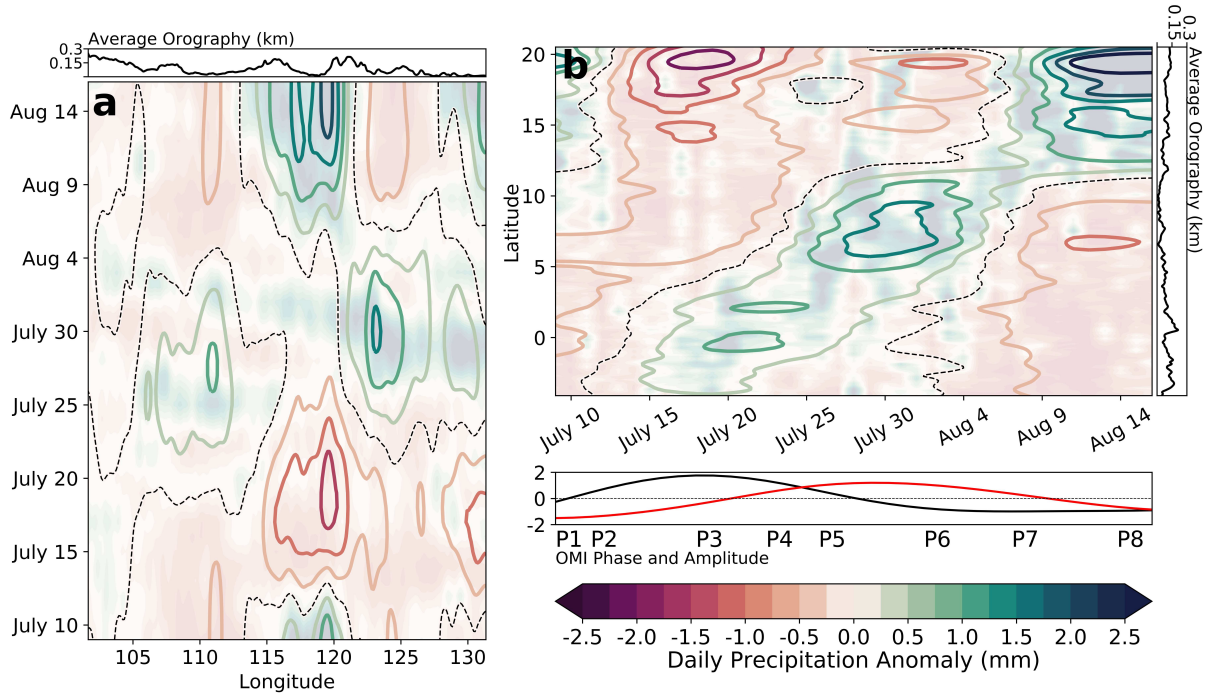 Average Orography (km)
0.3
0.15
a
Aug 14
Aug 9
Aug 4
July 30
July 25
July 20
July 15
July 10
105 110 115 120 125 130
Longitude
b
20
15
10
5
0
Latitude
July 10 July 15 July 20 July 25 July 30 Aug 4 Aug 9 Aug 14
0.15
0.3
Average Orography (km)
2
0
-2
P1 P2 P3 P4 P5 P6 P7 P8
OMI Phase and Amplitude
-2.5 -2.0 -1.5 -1.0 -0.5 0.0 0.5 1.0 1.5 2.0 2.5
Daily Precipitation Anomaly (mm)